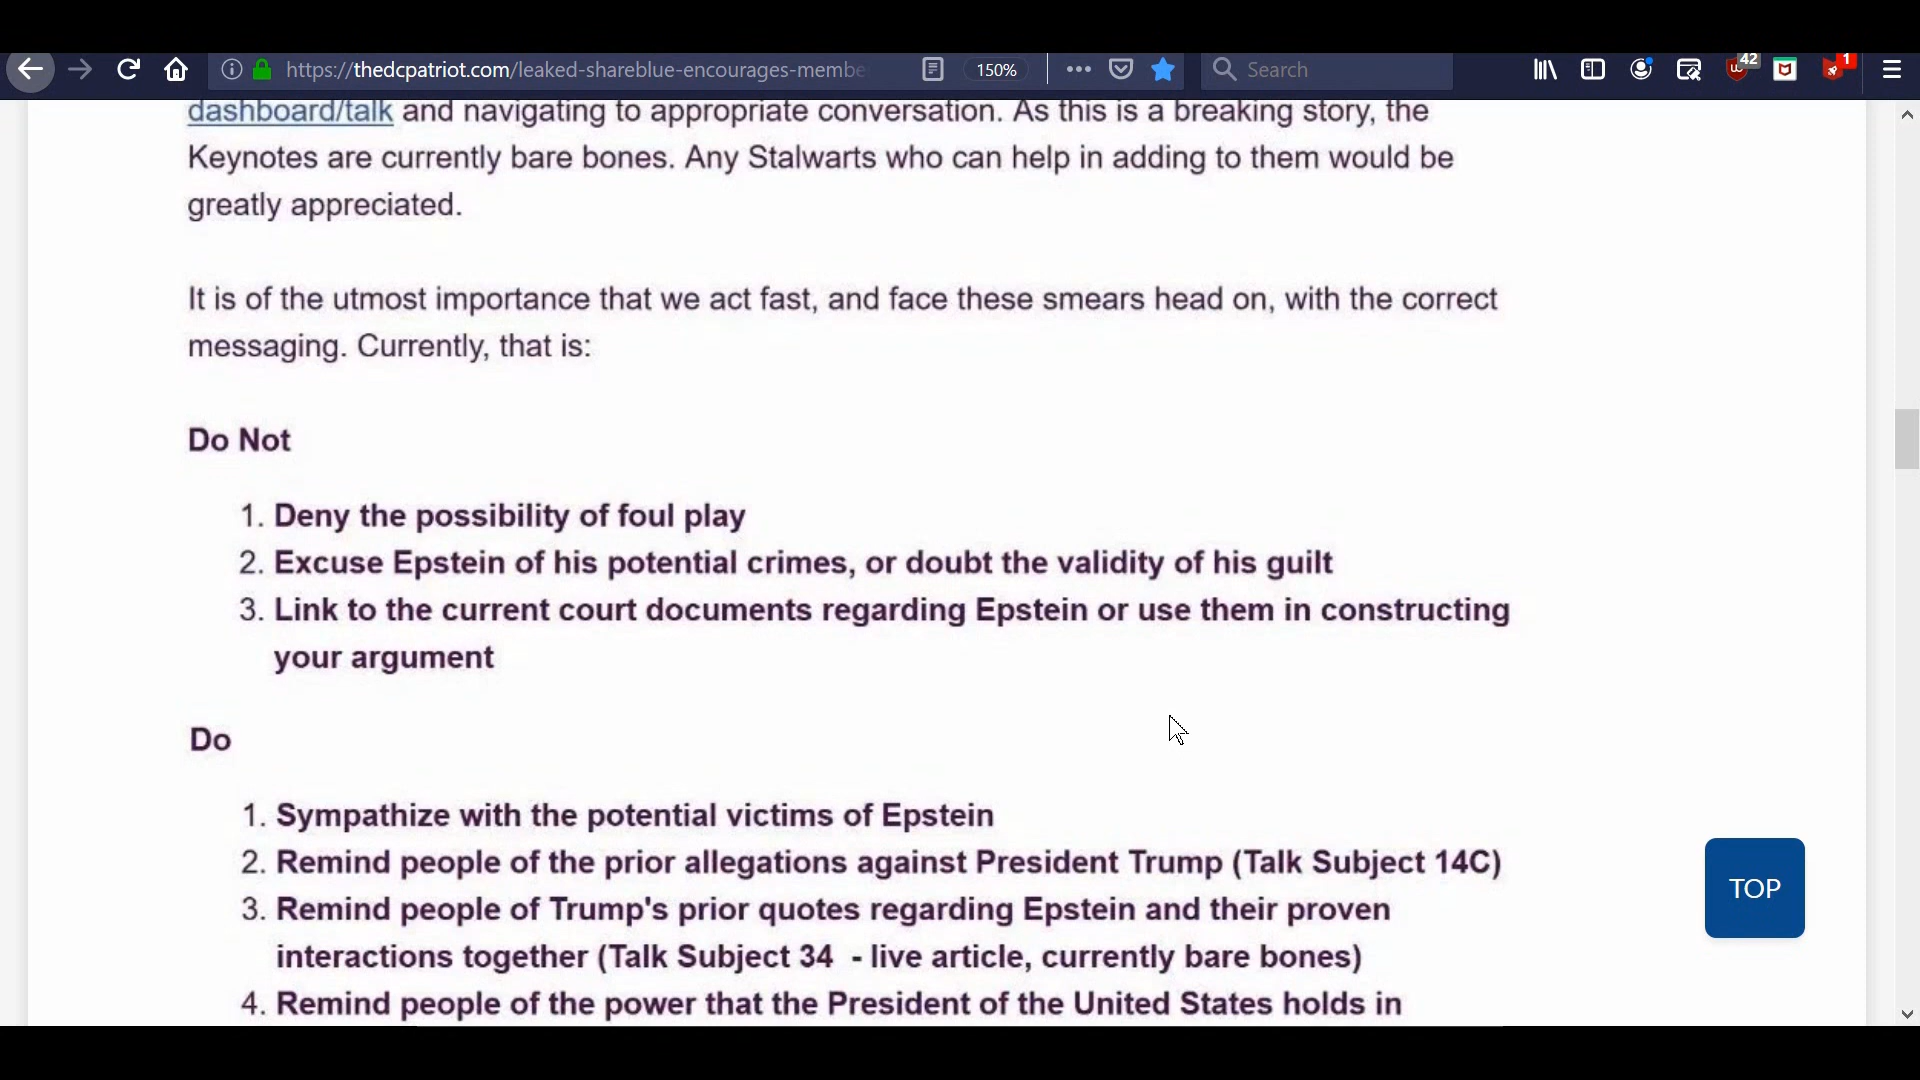 https://thedcpatriot.com/leaked-shareblue-encourages-membe
150%
Search
42
1
dashboard/talk and navigating to appropriate conversation. As this is a breaking story, the
Keynotes are currently bare bones. Any Stalwarts who can help in adding to them would be
greatly appreciated.
It is of the utmost importance that we act fast, and face these smears head on, with the correct
messaging. Currently, that is:
Do Not
1. Deny the possibility of foul play
2. Excuse Epstein of his potential crimes, or doubt the validity of his guilt
3. Link to the current court documents regarding Epstein or use them in constructing
your argument
Do
1. Sympathize with the potential victims of Epstein
2. Remind people of the prior allegations against President Trump (Talk Subject 14C)
TOP
3. Remind people of Trump's prior quotes regarding Epstein and their proven
interactions together (Talk Subject 34 - live article, currently bare bones)
4. Remind people of the power that the President of the United States holds in